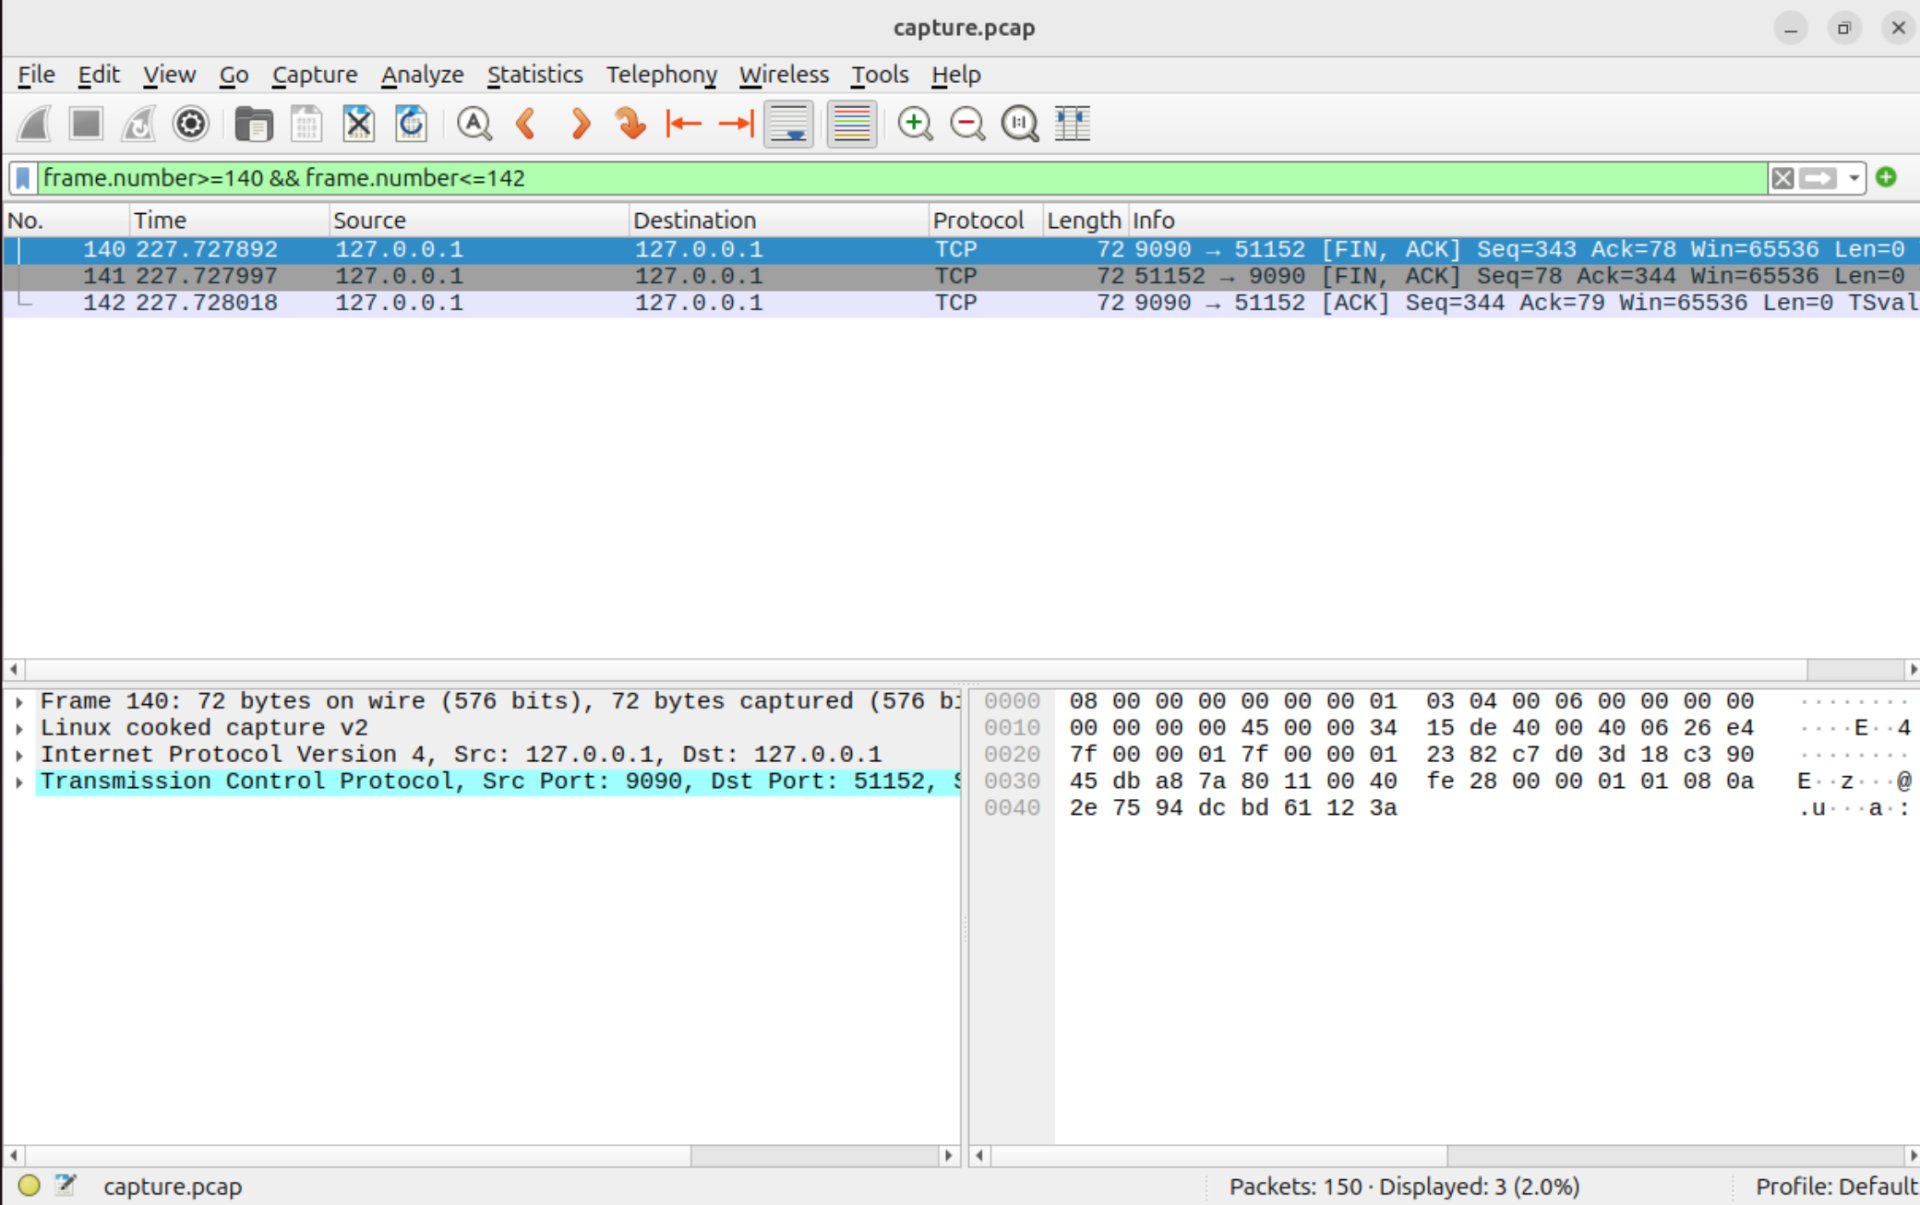 capture.pcap
File Edit View Go Capture Analyze Statistics Telephony Wireless Tools Help
frame.number>=140 && frame.number<=142
No. Time Source Destination Protocol Length Info
140 227.727892 127.0.0.1 127.0.0.1 TCP 72 9090 → 51152 [FIN, ACK] Seq=343 Ack=78 Win=65536 Len=0
141 227.727997 127.0.0.1 127.0.0.1 TCP 72 51152 → 9090 [FIN, ACK] Seq=78 Ack=344 Win=65536 Len=0
142 227.728018 127.0.0.1 127.0.0.1 TCP 72 9090 → 51152 [ACK] Seq=344 Ack=79 Win=65536 Len=0 TSval
Frame 140: 72 bytes on wire (576 bits), 72 bytes captured (576 bi
Linux cooked capture v2
Internet Protocol Version 4, Src: 127.0.0.1, Dst: 127.0.0.1
Transmission Control Protocol, Src Port: 9090, Dst Port: 51152, S
0000 08 00 00 00 00 00 00 01 03 04 00 06 00 00 00 00 ········
0010 00 00 00 00 45 00 00 34 15 de 40 00 40 06 26 e4 ····E··4
0020 7f 00 00 01 7f 00 00 01 23 82 c7 d0 3d 18 c3 90 ········
0030 45 db a8 7a 80 11 00 40 fe 28 00 00 01 01 08 0a E··z···@
0040 2e 75 94 dc bd 61 12 3a .u···a·:
capture.pcap
Packets: 150 · Displayed: 3 (2.0%)
Profile: Default